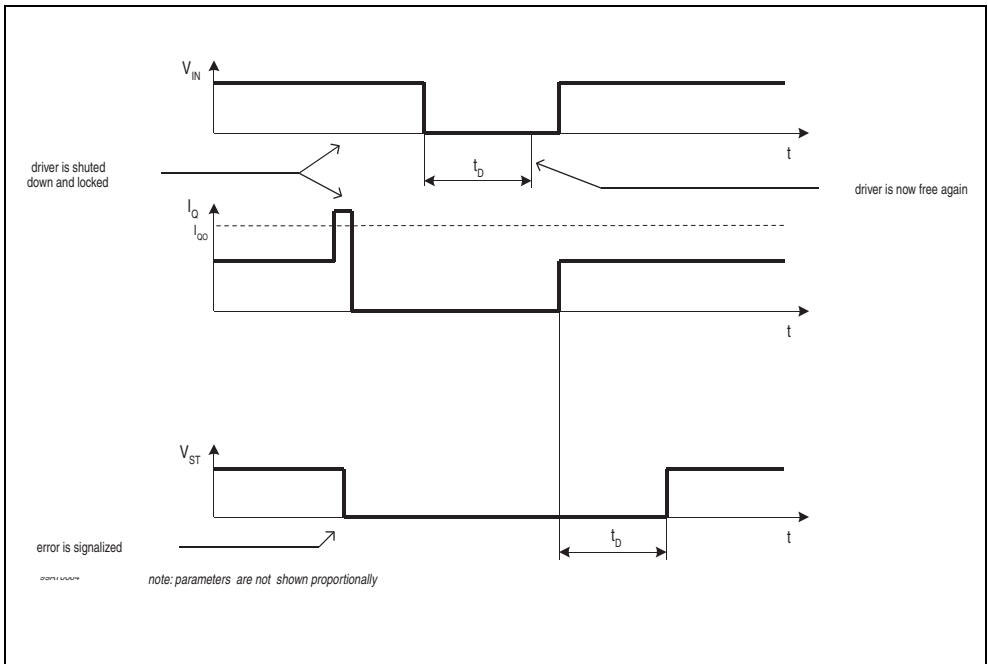 V_IN
t
driver is shuted
down and locked
t_D
driver is now free again
I_Q
I_QO
t
V_ST
t
t_D
error is signalized
note: parameters are not shown proportionally